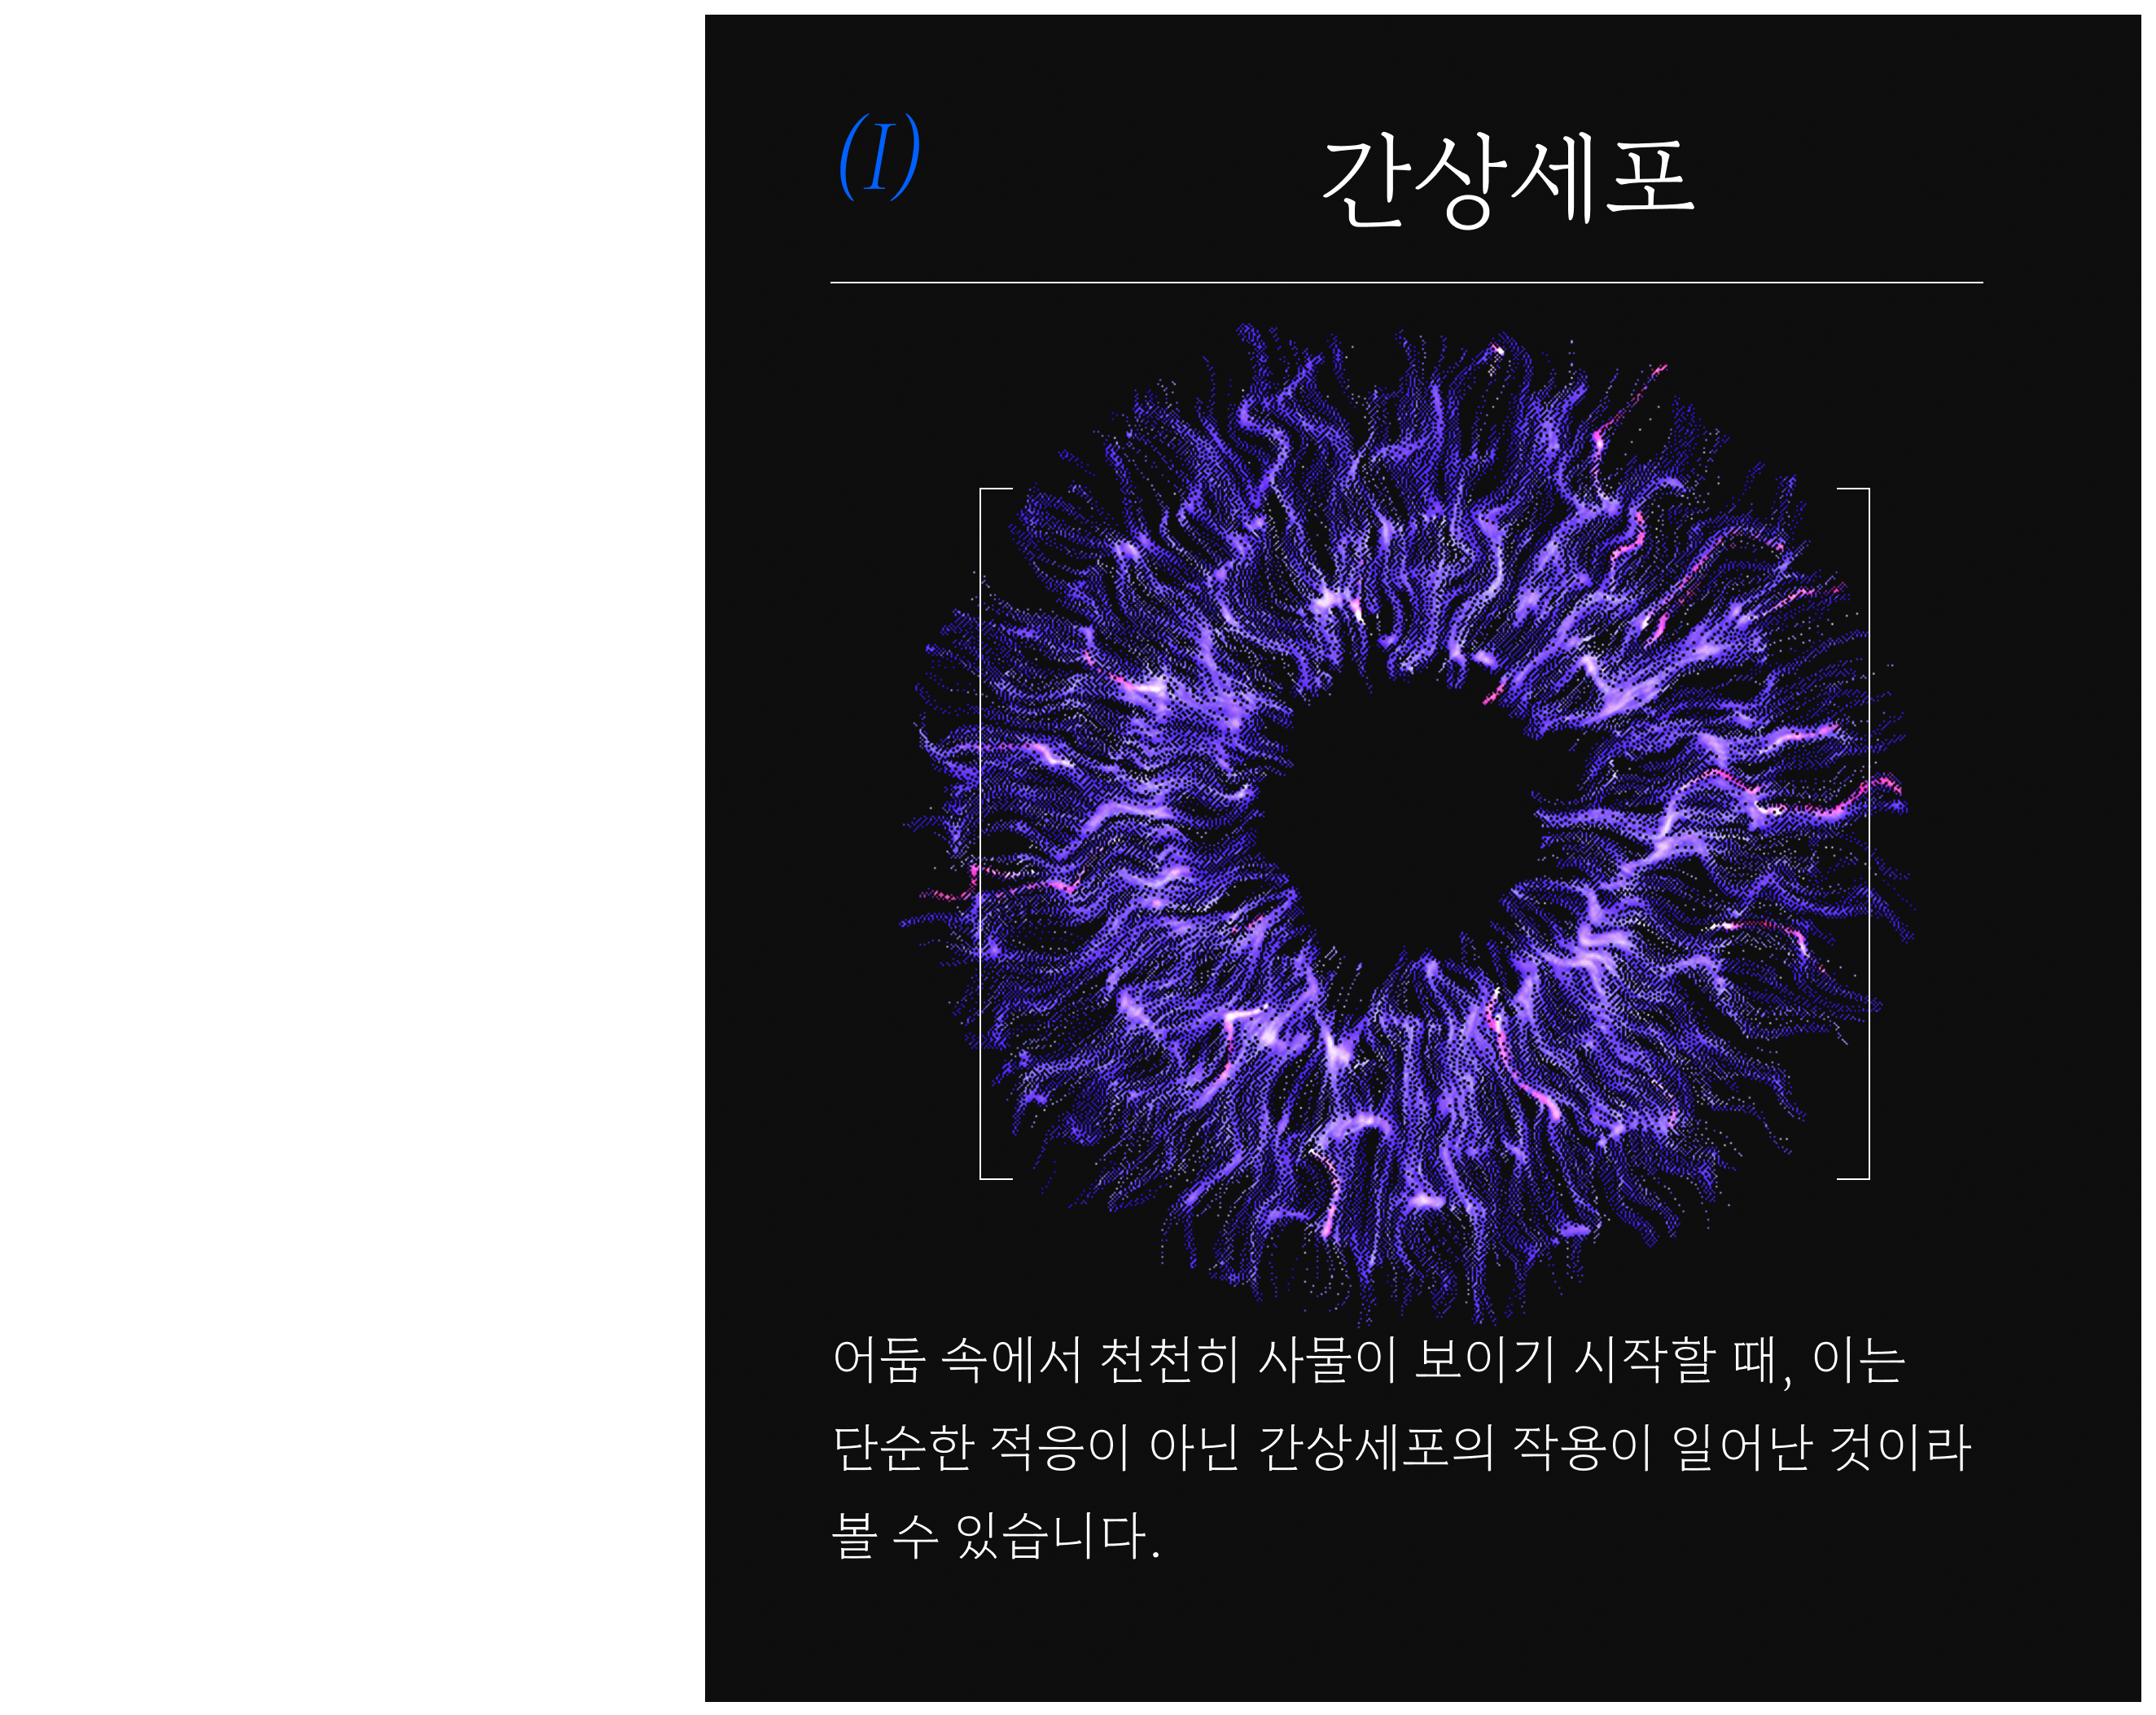 (I)
간상세포
어둠 속에서 천천히 사물이 보이기 시작할 때, 이는
단순한 적응이 아닌 간상세포의 작용이 일어난 것이라
볼 수 있습니다.